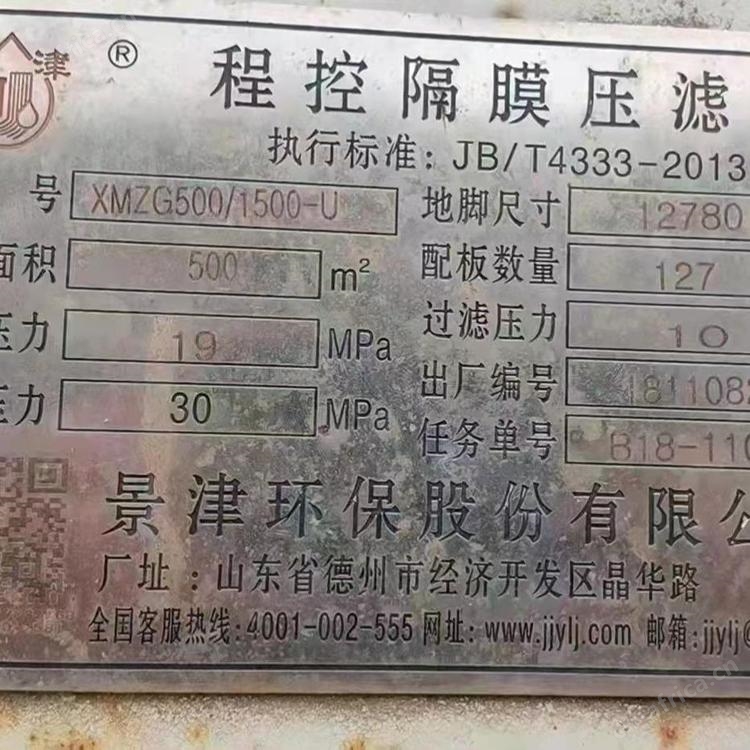 津 ®
程控隔膜压滤
执行标准：JB/T4333-2013
号 XMZG500/1500-U 地脚尺寸 12780
面积 500 m² 配板数量 127
压力 19 MPa 过滤压力 10
压力 30 MPa 出厂编号 181108
任务单号 B18-110
景津环保股份有限公
厂址：山东省德州市经济开发区晶华路
全国客服热线：4001-002-555 网址：www.jjylj.com 邮箱：jjylj@